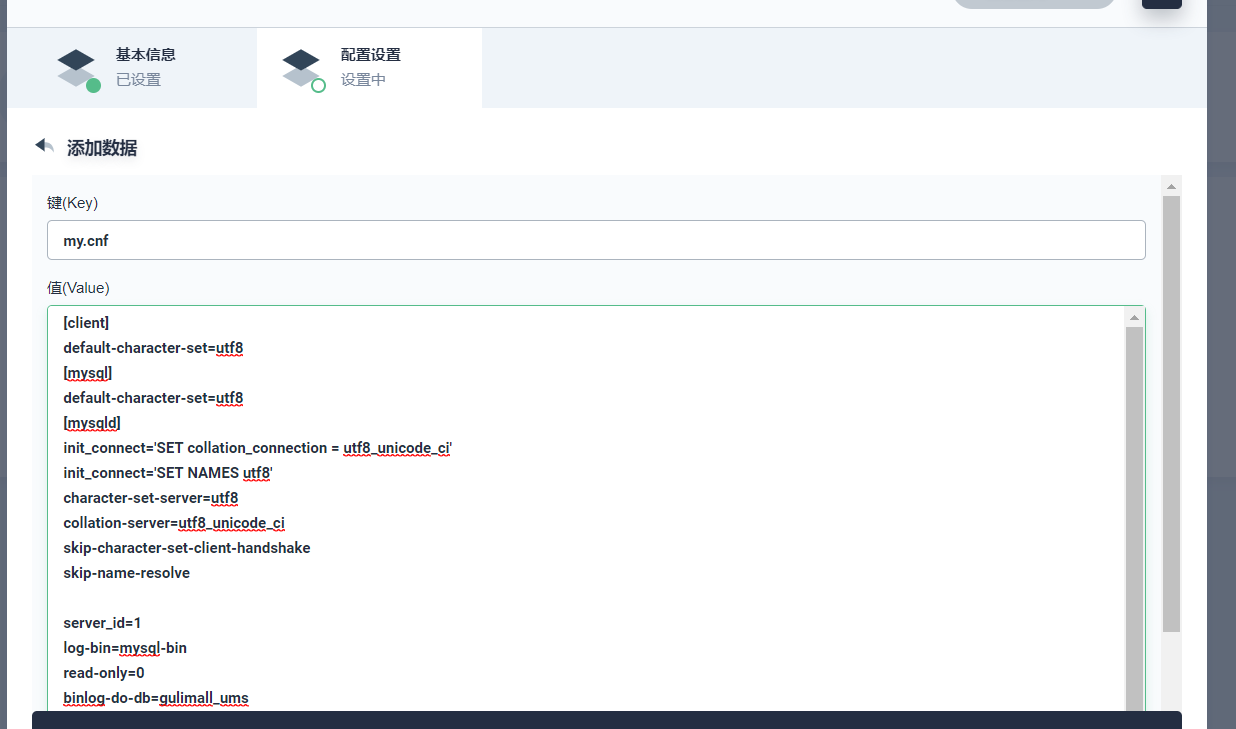 基本信息
已设置
配置设置
设置中
添加数据
键(Key)
my.cnf
值(Value)
[client]
default-character-set=utf8
[mysql]
default-character-set=utf8
[mysqld]
init_connect='SET collation_connection = utf8_unicode_ci'
init_connect='SET NAMES utf8'
character-set-server=utf8
collation-server=utf8_unicode_ci
skip-character-set-client-handshake
skip-name-resolve
server_id=1
log-bin=mysql-bin
read-only=0
binlog-do-db=gulimall_ums